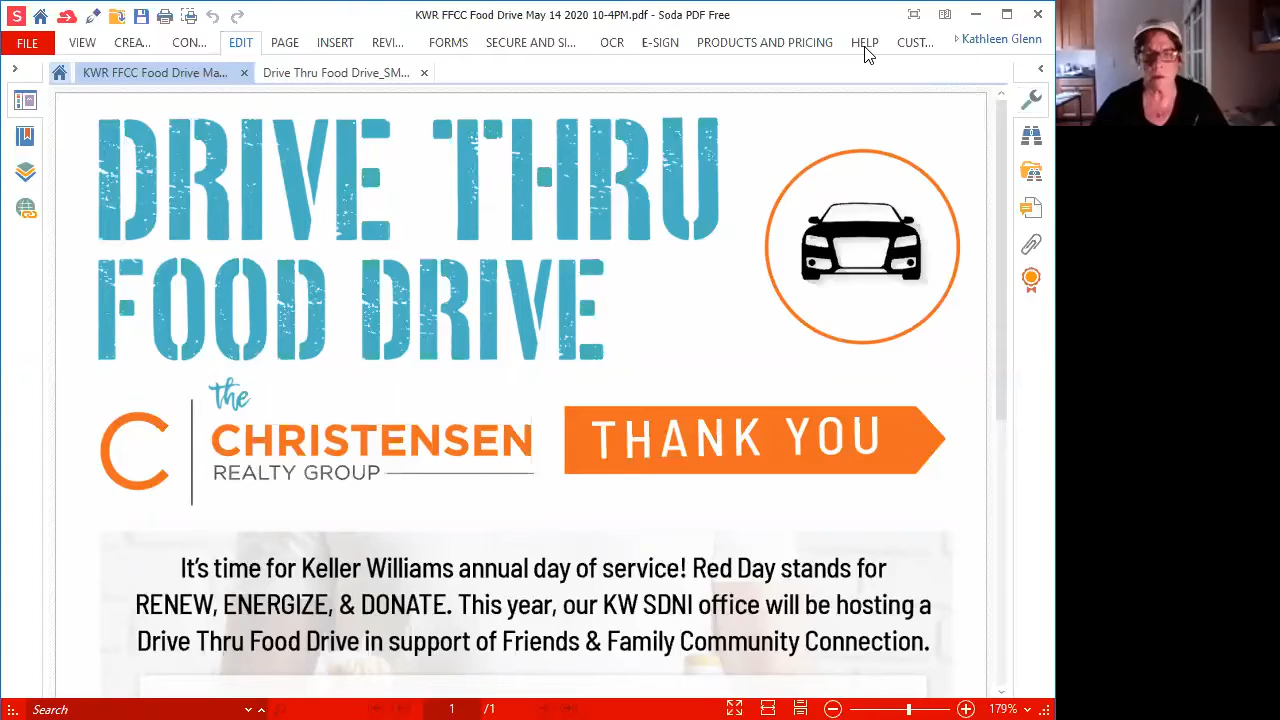 KWR FFCC Food Drive May 14 2020 10-4PM.pdf - Soda PDF Free
FILE VIEW CREA... CON... EDIT PAGE INSERT REVI... FORMS SECURE AND SI... OCR E-SIGN PRODUCTS AND PRICING HELP CUST... Kathleen Glenn
KWR FFCC Food Drive Ma... Drive Thru Food Drive_SM...
DRIVE THRU
FOOD DRIVE
the
C CHRISTENSEN
REALTY GROUP
THANK YOU
It's time for Keller Williams annual day of service! Red Day stands for
RENEW, ENERGIZE, & DONATE. This year, our KW SDNI office will be hosting a
Drive Thru Food Drive in support of Friends & Family Community Connection.
Search 1 /1 179%